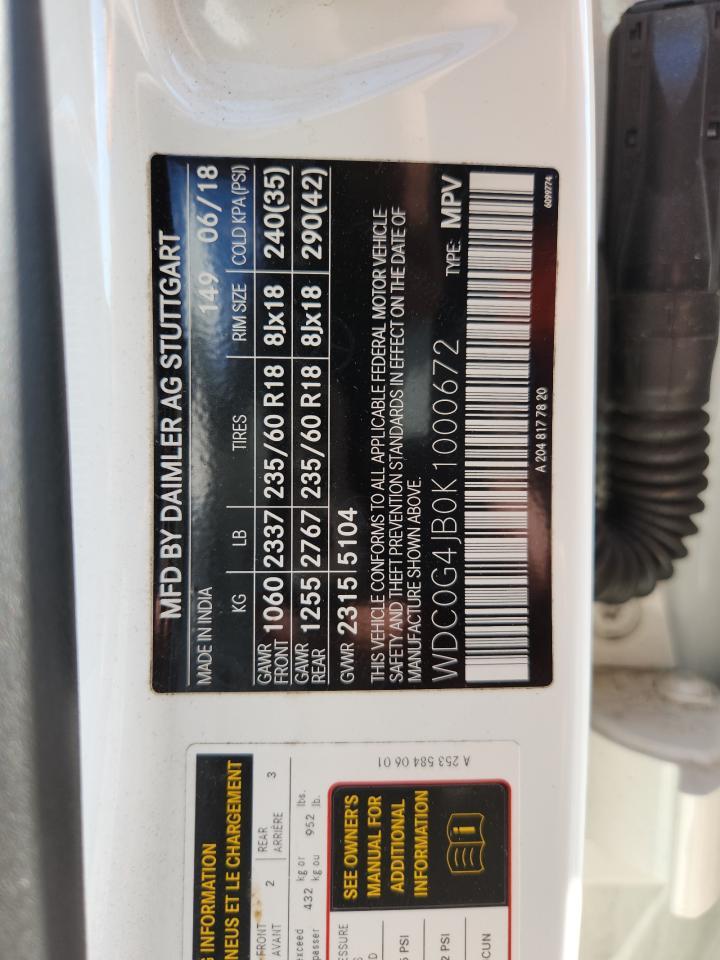 MFD BY DAIMLER AG STUTTGART
MADE IN INDIA 149 06/18
KG LB TIRES RIM SIZE COLD KPA(PSI)
GAWR FRONT 1060 2337 235/60 R18 8Jx18 240(35)
GAWR REAR 1255 2767 235/60 R18 8Jx18 290(42)
GVWR 2315 5104
THIS VEHICLE CONFORMS TO ALL APPLICABLE FEDERAL MOTOR VEHICLE
SAFETY AND THEFT PREVENTION STANDARDS IN EFFECT ON THE DATE OF
MANUFACTURE SHOWN ABOVE.
WDC0G4JB0K1000672 TYPE: MPV
A 204 817 78 20
6099774
INFORMATION
NEUS ET LE CHARGEMENT
FRONT 2 REAR 3
AVANT ARRIÈRE
exceed 432 kg or 952 lbs.
kg ou lb.
SEE OWNER'S
MANUAL FOR
ADDITIONAL
INFORMATION
PSI
PSI
A 253 584 06 01